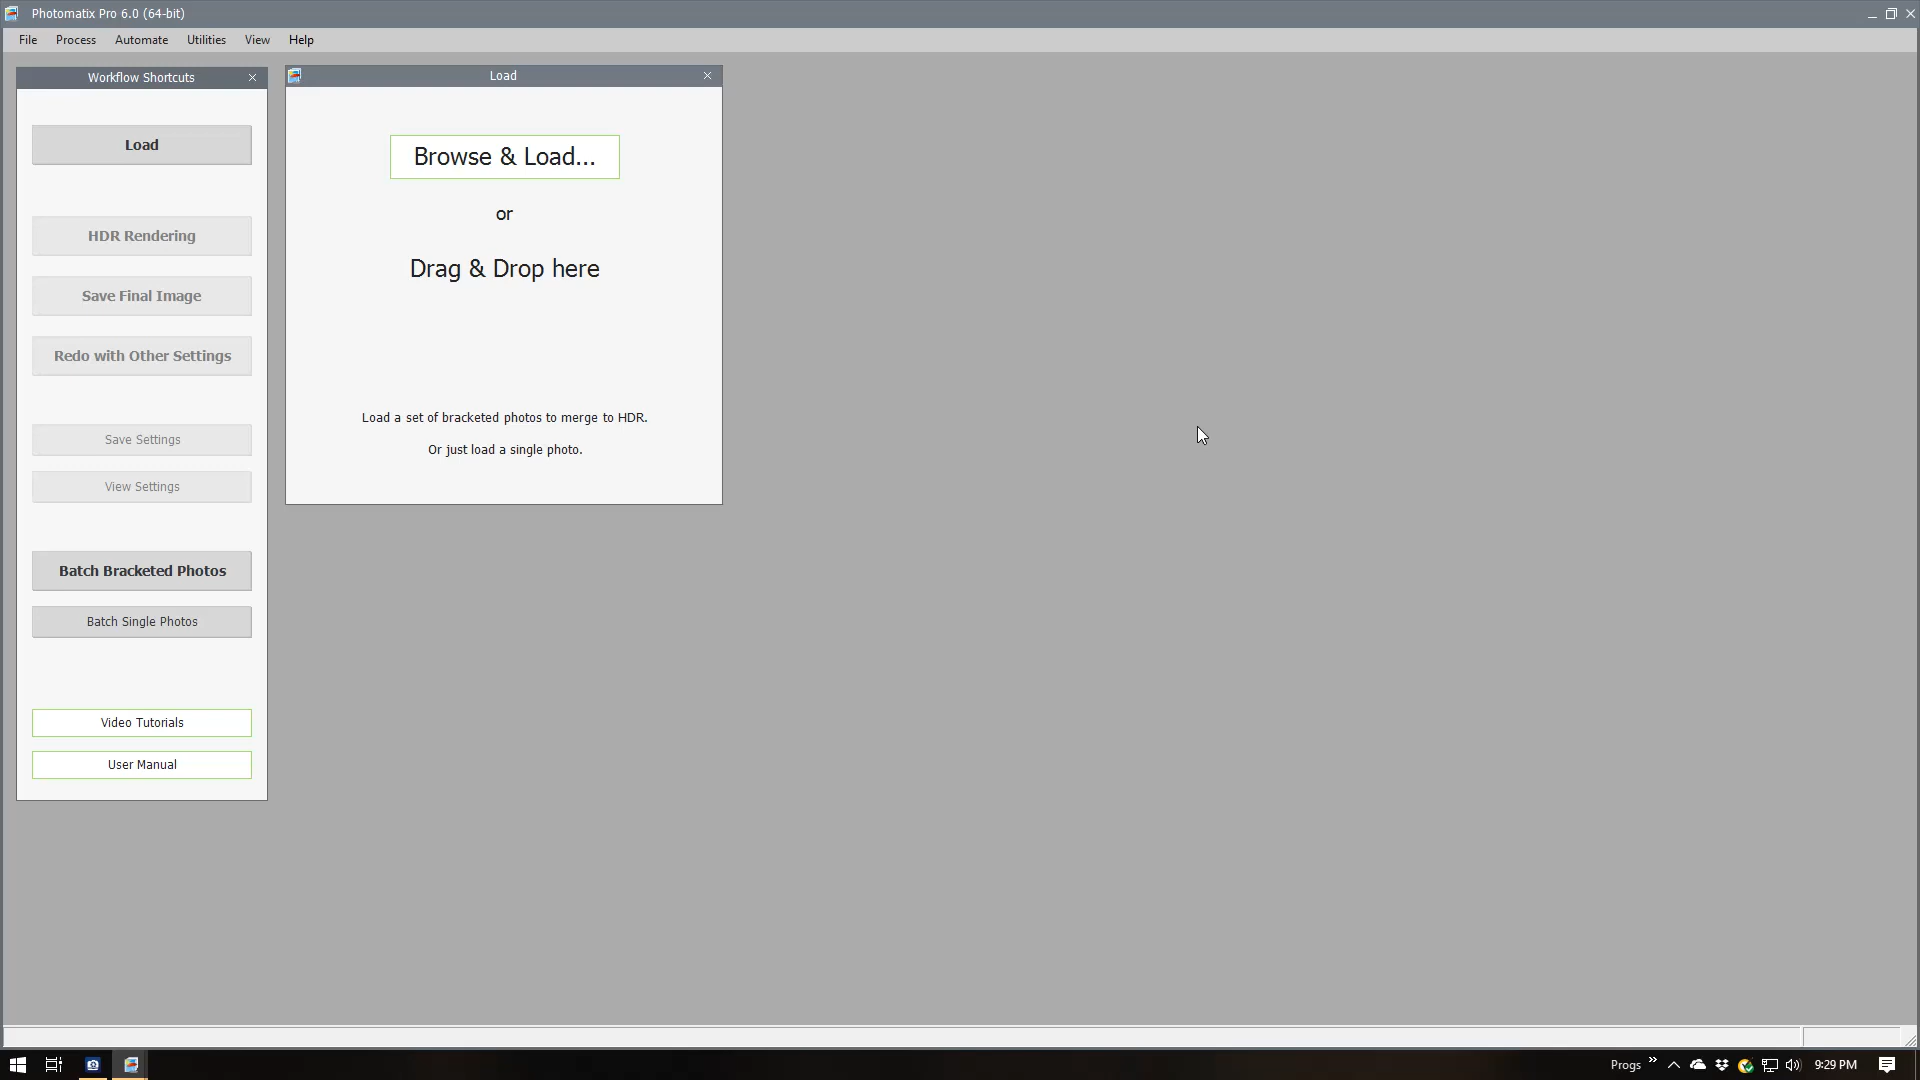 Photomatix Pro 6.0 (64-bit)
File Process Automate Utilities View Help
Workflow Shortcuts
Load
HDR Rendering
Save Final Image
Redo with Other Settings
Save Settings
View Settings
Batch Bracketed Photos
Batch Single Photos
Video Tutorials
User Manual
Load
Browse & Load...
or
Drag & Drop here
Load a set of bracketed photos to merge to HDR.
Or just load a single photo.
Progs » 9:29 PM